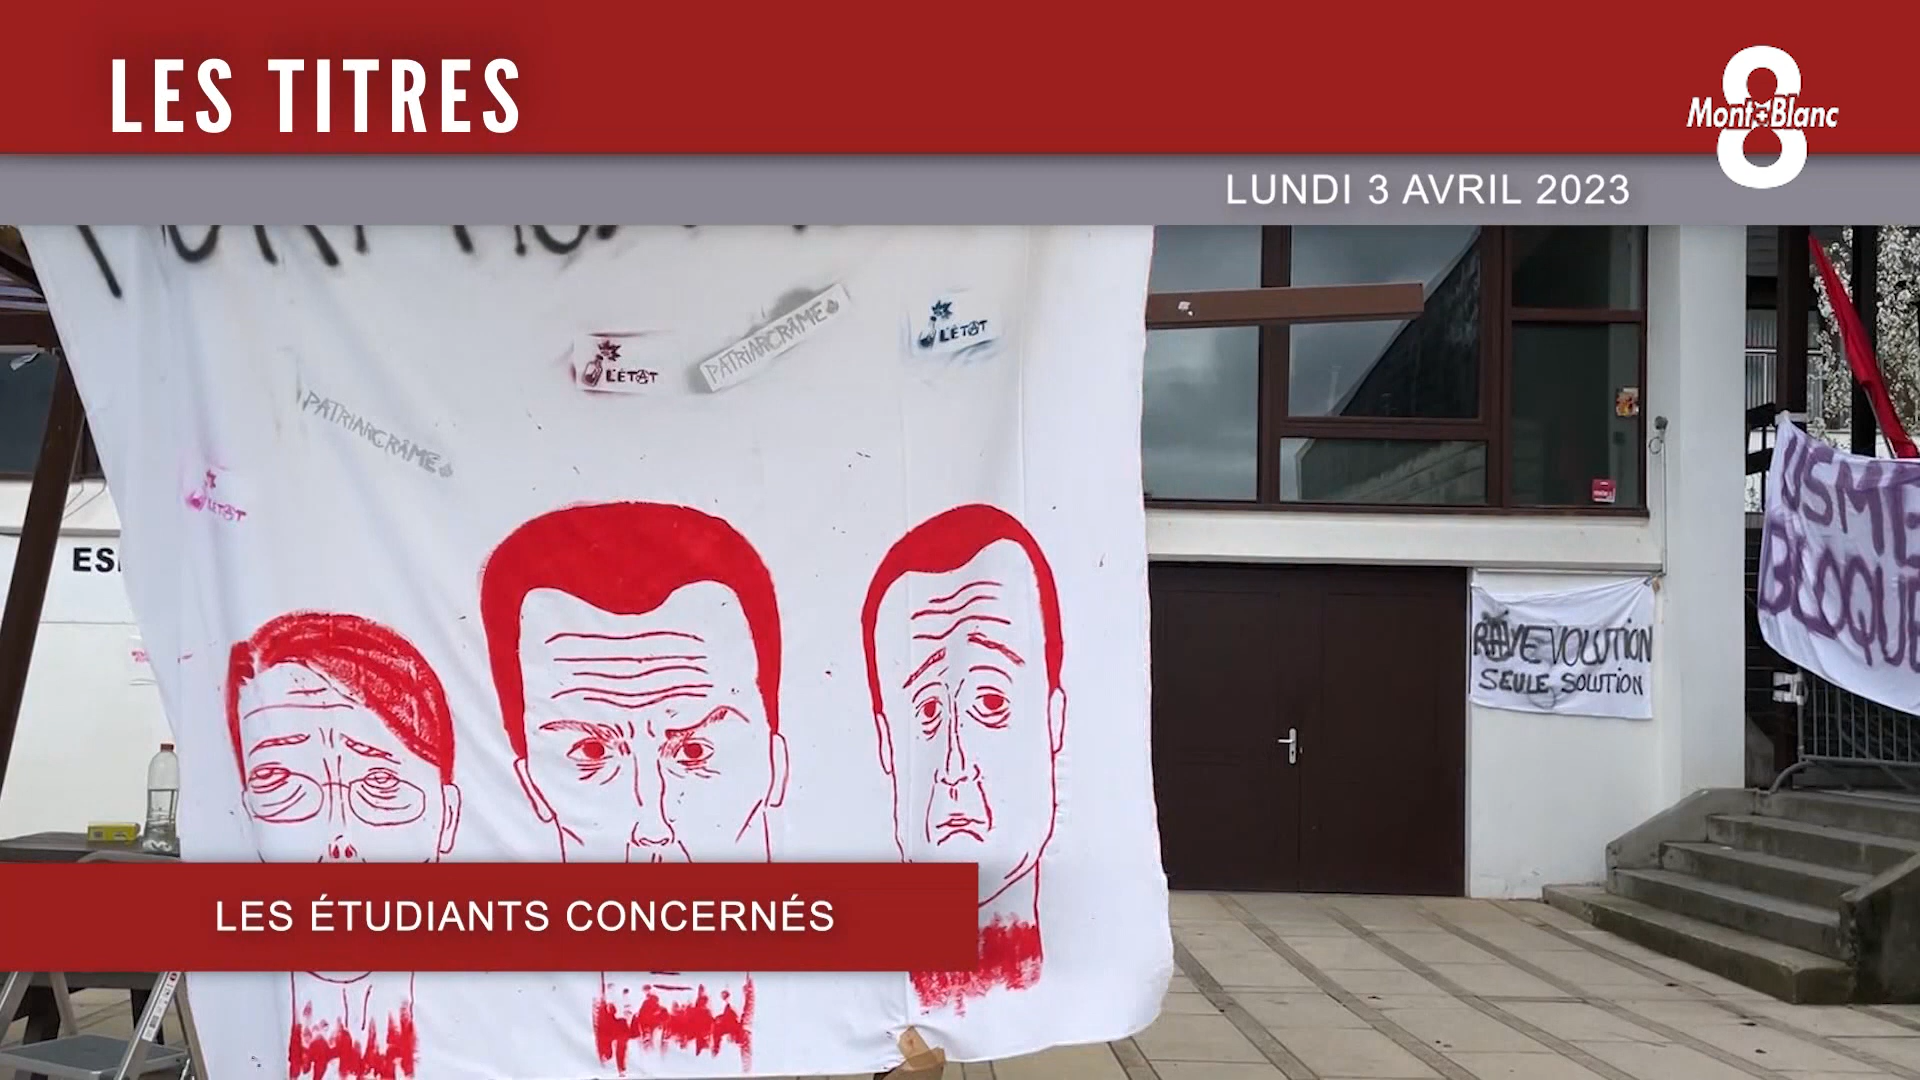 LES TITRES
8
Mont-Blanc
LUNDI 3 AVRIL 2023
L'ÉTAT
PATRIARCRAME
L'ÉTAT
PATRIARCRAME
L'ÉTAT
ES
USMB
BLOQUÉ
RÂVEVOLUTION
SEULE SOLUTION
LES ÉTUDIANTS CONCERNÉS